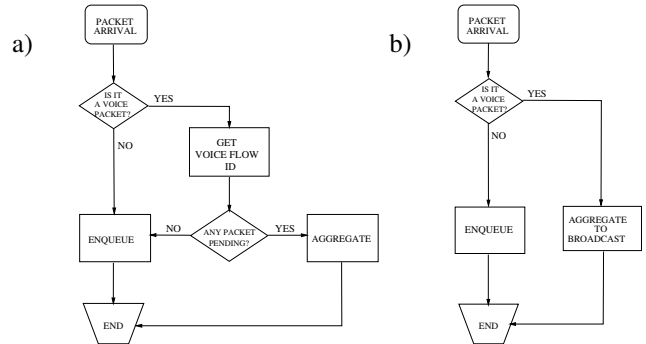 a)
PACKET
ARRIVAL
IS IT
A VOICE
PACKET?
YES
NO
GET
VOICE FLOW
ID
ENQUEUE
NO
ANY PACKET
PENDING?
YES
AGGREGATE
END
b)
PACKET
ARRIVAL
IS IT
A VOICE
PACKET?
YES
NO
ENQUEUE
AGGREGATE
TO
BROADCAST
END